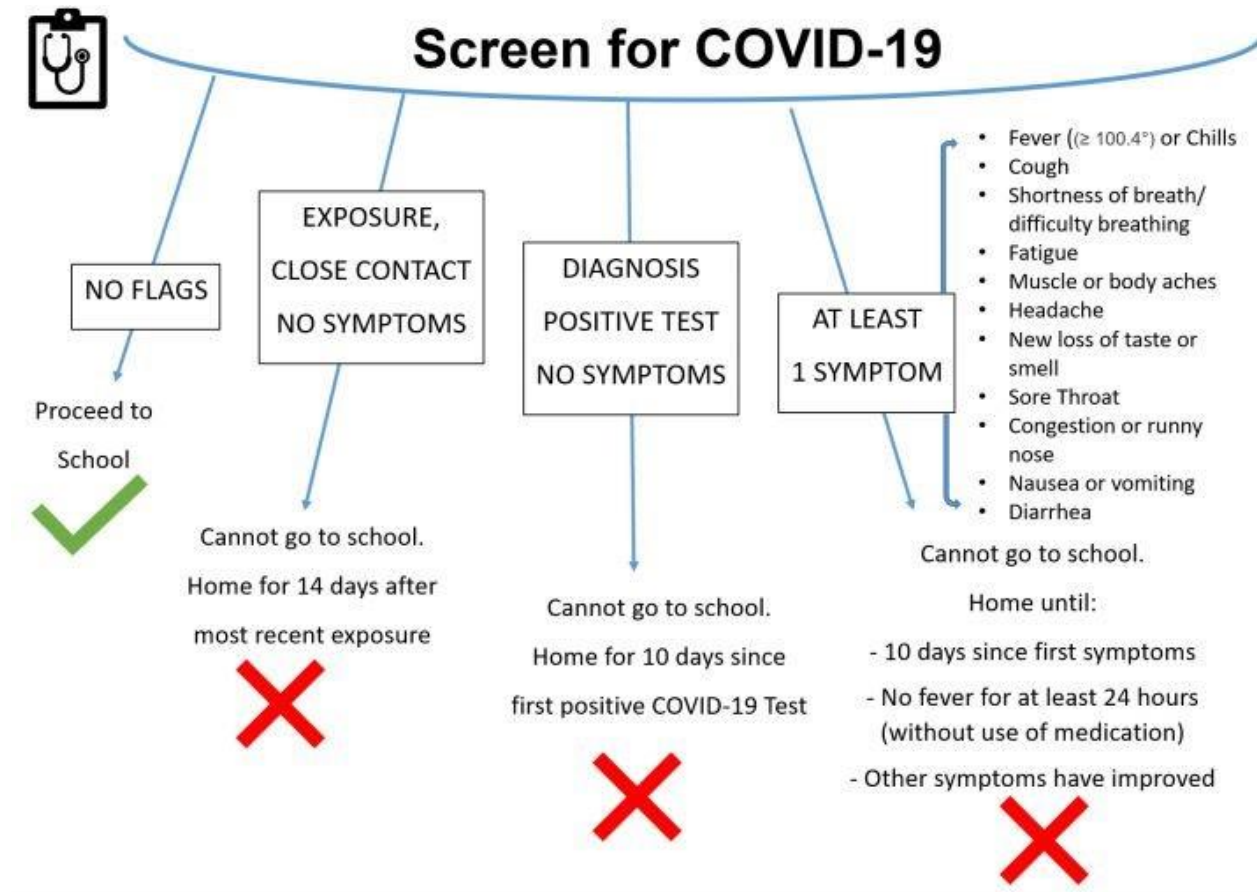 Screen for COVID-19
NO FLAGS
Proceed to
School
EXPOSURE,
CLOSE CONTACT
NO SYMPTOMS
Cannot go to school.
Home for 14 days after
most recent exposure
DIAGNOSIS
POSITIVE TEST
NO SYMPTOMS
Cannot go to school.
Home for 10 days since
first positive COVID-19 Test
AT LEAST
1 SYMPTOM
• Fever ((≥ 100.4°) or Chills
• Cough
• Shortness of breath/
difficulty breathing
• Fatigue
• Muscle or body aches
• Headache
• New loss of taste or
smell
• Sore Throat
• Congestion or runny
nose
• Nausea or vomiting
• Diarrhea
Cannot go to school.
Home until:
- 10 days since first symptoms
- No fever for at least 24 hours
(without use of medication)
- Other symptoms have improved